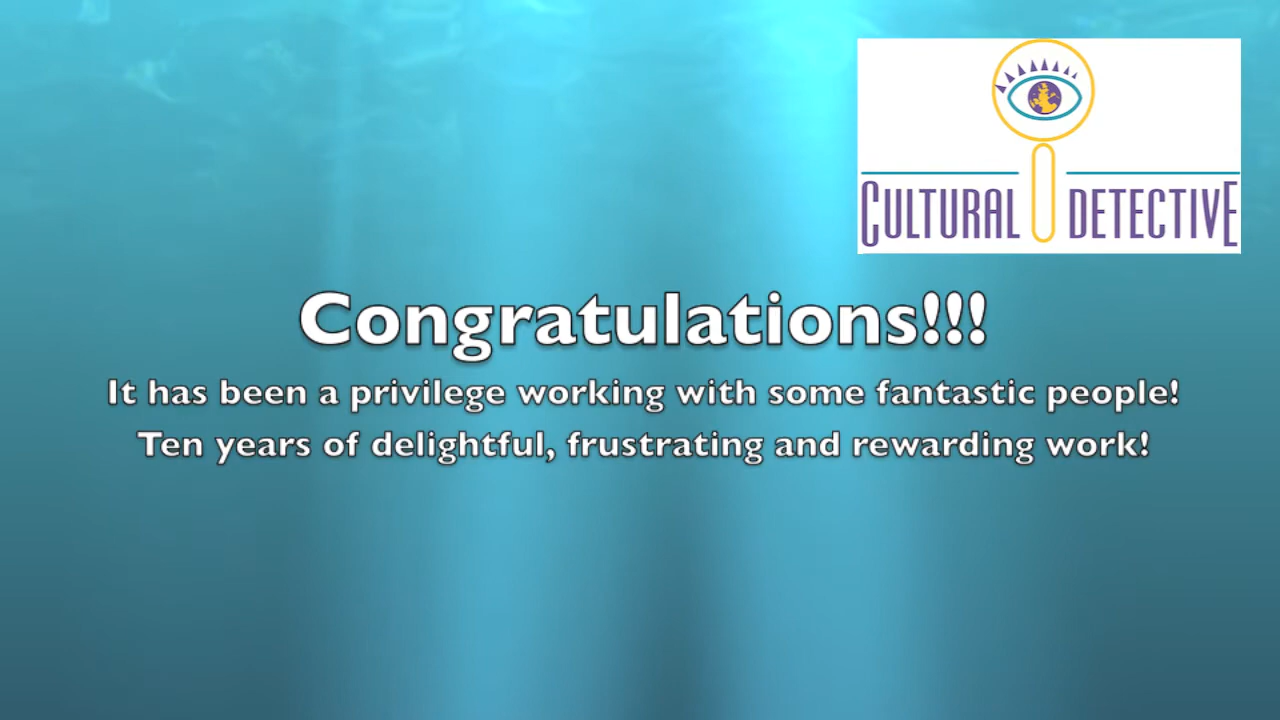 CULTURAL DETECTIVE
Congratulations!!!
It has been a privilege working with some fantastic people!
Ten years of delightful, frustrating and rewarding work!